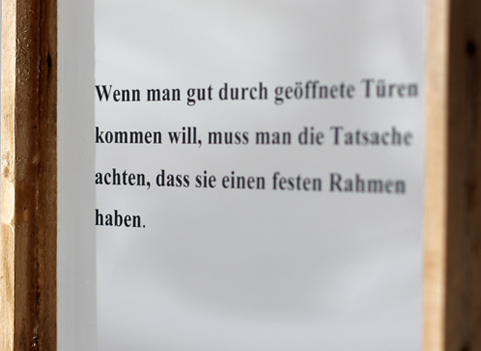 Wenn man gut durch geöffnete Türen
kommen will, muss man die Tatsache
achten, dass sie einen festen Rahmen
haben.